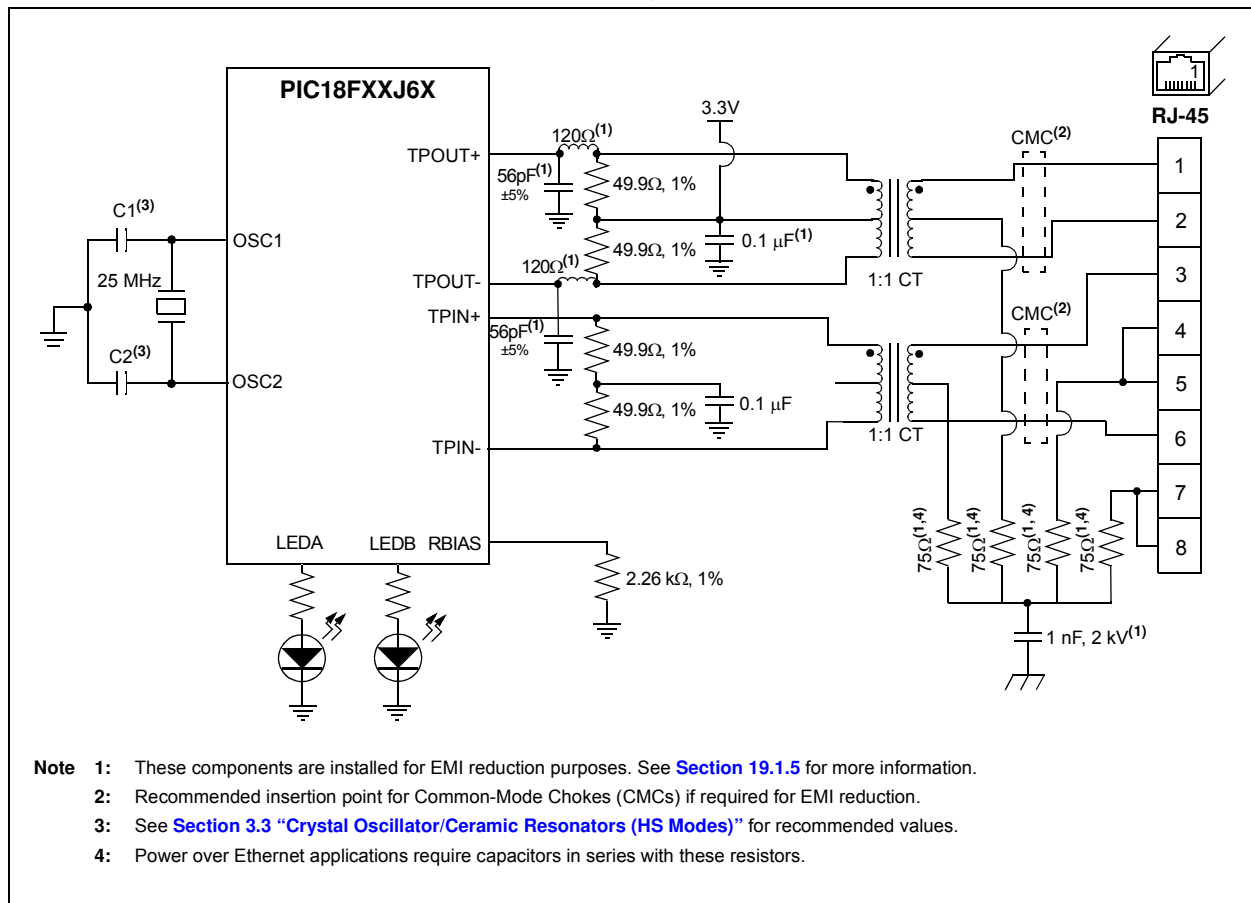 PIC18FXXJ6X
RJ-45
1
3.3V
CMC(2)
120Ω(1)
TPOUT+
1
56pF(1)
±5%
49.9Ω, 1%
C1(3)
2
OSC1
0.1 μF(1)
49.9Ω, 1%
120Ω(1)
3
25 MHz
TPOUT-
1:1 CT
CMC(2)
TPIN+
56pF(1)
±5%
4
49.9Ω, 1%
C2(3)
OSC2
5
0.1 μF
49.9Ω, 1%
1:1 CT
6
TPIN-
7
75Ω(1,4)
75Ω(1,4)
75Ω(1, 4)
75Ω(1,4)
LEDA
LEDB
RBIAS
8
2.26 kΩ, 1%
1 nF, 2 kV(1)
Note 1: These components are installed for EMI reduction purposes. See Section 19.1.5 for more information.
2: Recommended insertion point for Common-Mode Chokes (CMCs) if required for EMI reduction.
3: See Section 3.3 “Crystal Oscillator/Ceramic Resonators (HS Modes)” for recommended values.
4: Power over Ethernet applications require capacitors in series with these resistors.